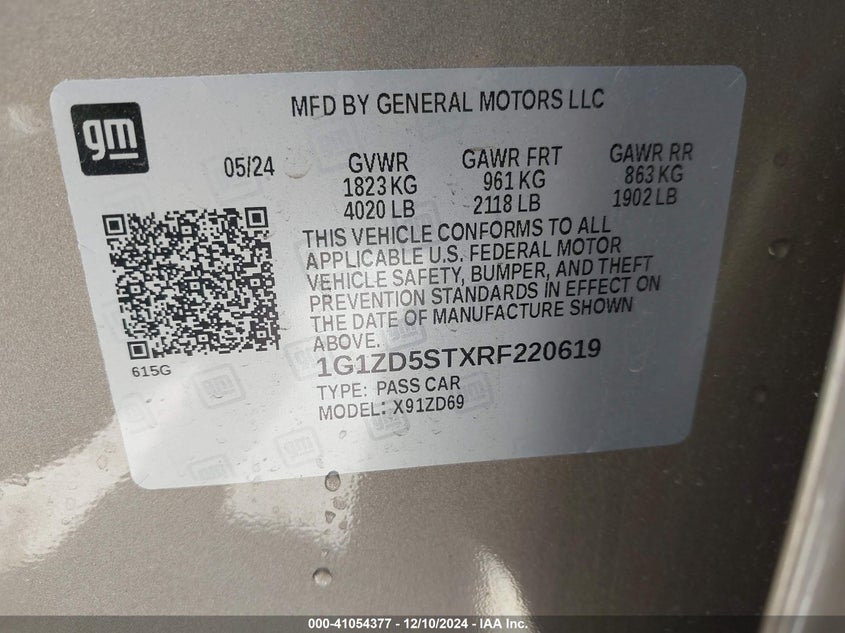 gm
MFD BY GENERAL MOTORS LLC
05/24
GVWR
1823 KG
4020 LB
GAWR FRT
961 KG
2118 LB
GAWR RR
863 KG
1902 LB
THIS VEHICLE CONFORMS TO ALL
APPLICABLE U.S. FEDERAL MOTOR
VEHICLE SAFETY, BUMPER, AND THEFT
PREVENTION STANDARDS IN EFFECT ON
THE DATE OF MANUFACTURE SHOWN
ABOVE.
615G
1G1ZD5STXRF220619
TYPE: PASS CAR
MODEL: X91ZD69
000-41054377 - 12/10/2024 - IAA Inc.